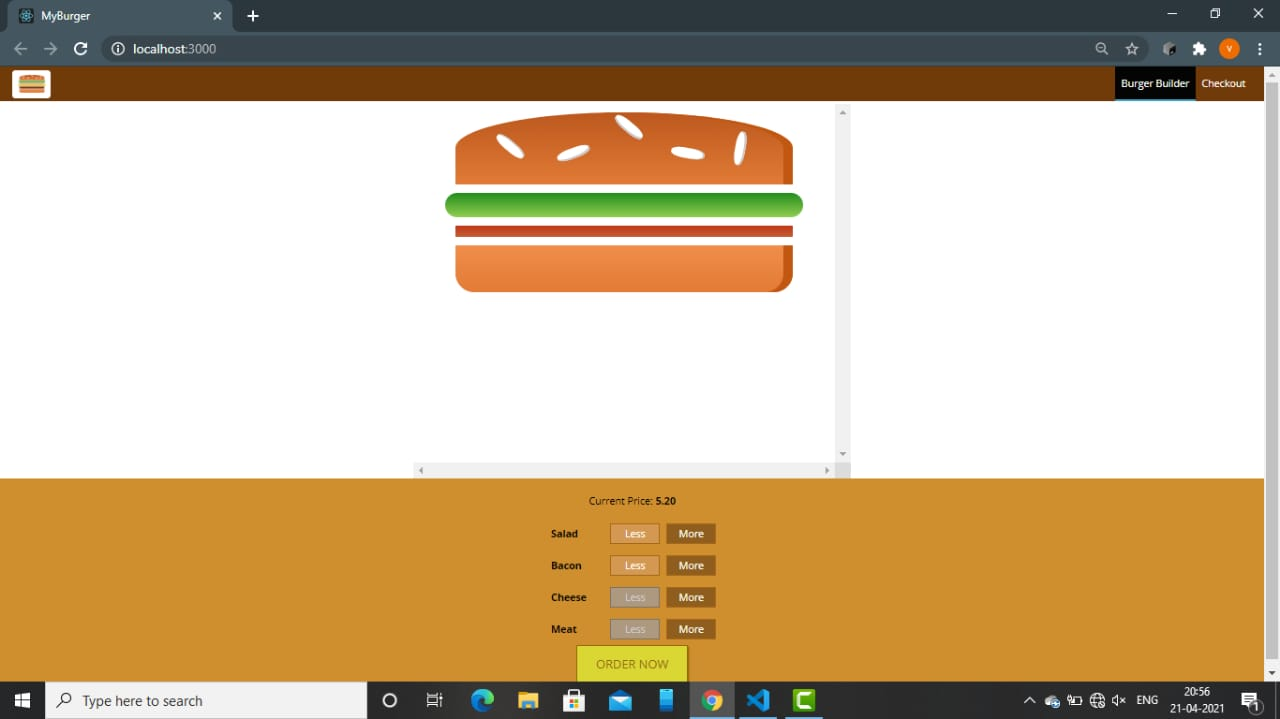 MyBurger
localhost:3000
V
Burger Builder Checkout
Current Price: 5.20
Salad Less More
Bacon Less More
Cheese Less More
Meat Less More
ORDER NOW
Type here to search
ENG
20:56
21-04-2021
1